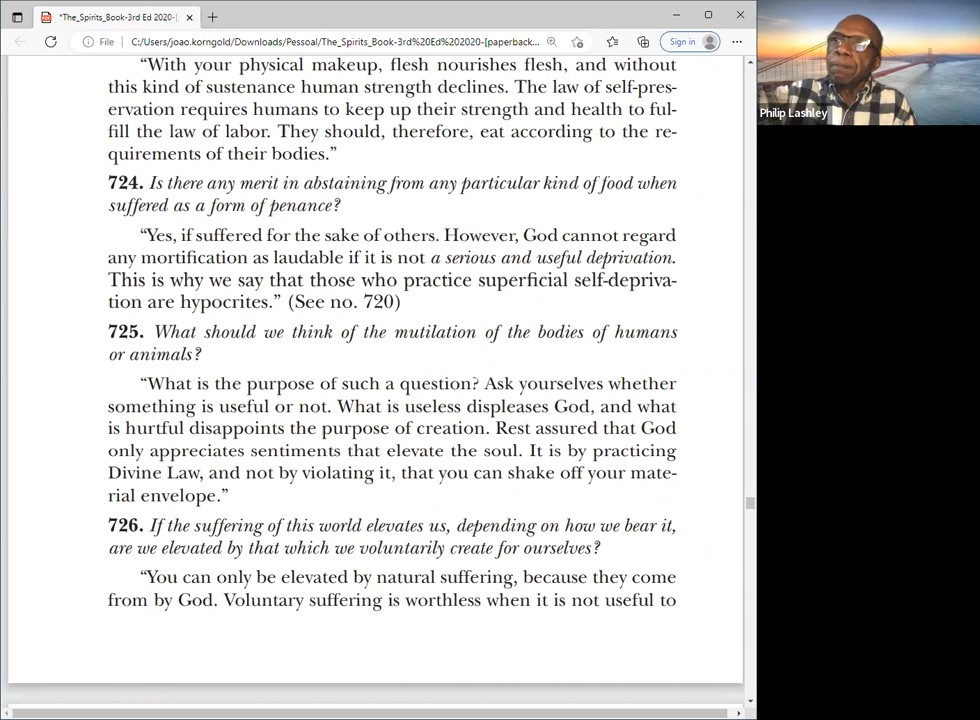 *The_Spirits_Book-3rd Ed 2020-[
File
C:/Users/joao.korngold/Downloads/Pessoal/The_Spirits_Book-3rd%20Ed%202020-[paperback...
Sign in
Philip Lashley
“With your physical makeup, flesh nourishes flesh, and without
this kind of sustenance human strength declines. The law of self-pres-
ervation requires humans to keep up their strength and health to ful-
fill the law of labor. They should, therefore, eat according to the re-
quirements of their bodies.”
724. Is there any merit in abstaining from any particular kind of food when
suffered as a form of penance?
“Yes, if suffered for the sake of others. However, God cannot regard
any mortification as laudable if it is not a serious and useful deprivation.
This is why we say that those who practice superficial self-depriva-
tion are hypocrites.” (See no. 720)
725. What should we think of the mutilation of the bodies of humans
or animals?
“What is the purpose of such a question? Ask yourselves whether
something is useful or not. What is useless displeases God, and what
is hurtful disappoints the purpose of creation. Rest assured that God
only appreciates sentiments that elevate the soul. It is by practicing
Divine Law, and not by violating it, that you can shake off your mate-
rial envelope.”
726. If the suffering of this world elevates us, depending on how we bear it,
are we elevated by that which we voluntarily create for ourselves?
“You can only be elevated by natural suffering, because they come
from by God. Voluntary suffering is worthless when it is not useful to